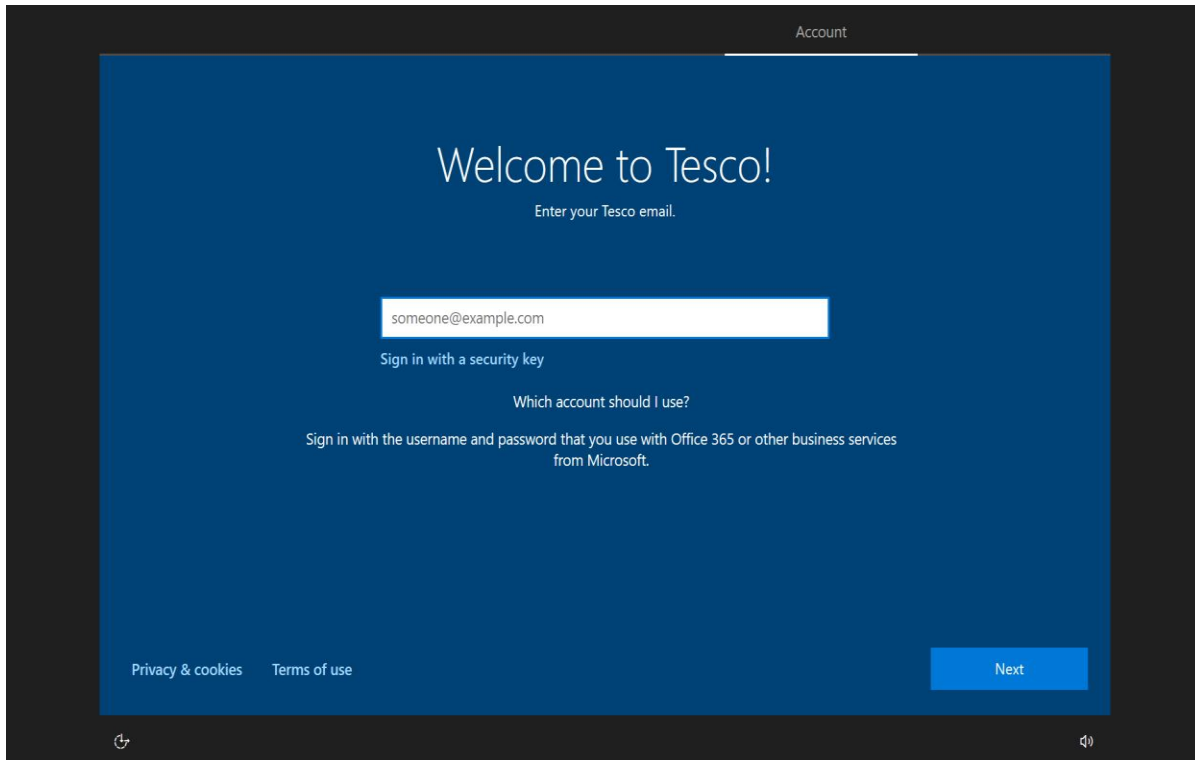 Account
Welcome to Tesco!
Enter your Tesco email.
someone@example.com
Sign in with a security key
Which account should I use?
Sign in with the username and password that you use with Office 365 or other business services
from Microsoft.
Privacy & cookies
Terms of use
Next